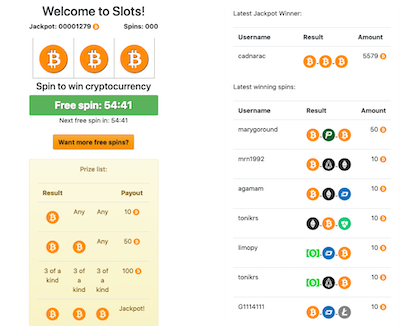 Welcome to Slots!
Jackpot: 00001279 Spins: 000
Spin to win cryptocurrency
Free spin: 54:41
Next free spin in: 54:41
Want more free spins?
Prize list:
Result Payout
Any Any 10
Any 50
3 of a kind 3 of a kind 3 of a kind 100
Jackpot!
Latest Jackpot Winner:
Username Result Amount
cadnarac 5579
Latest winning spins:
Username Result Amount
maryground 50
mrn1992 10
agamam 10
tonikrs 10
limopy 10
tonikrs 10
G1114111 10